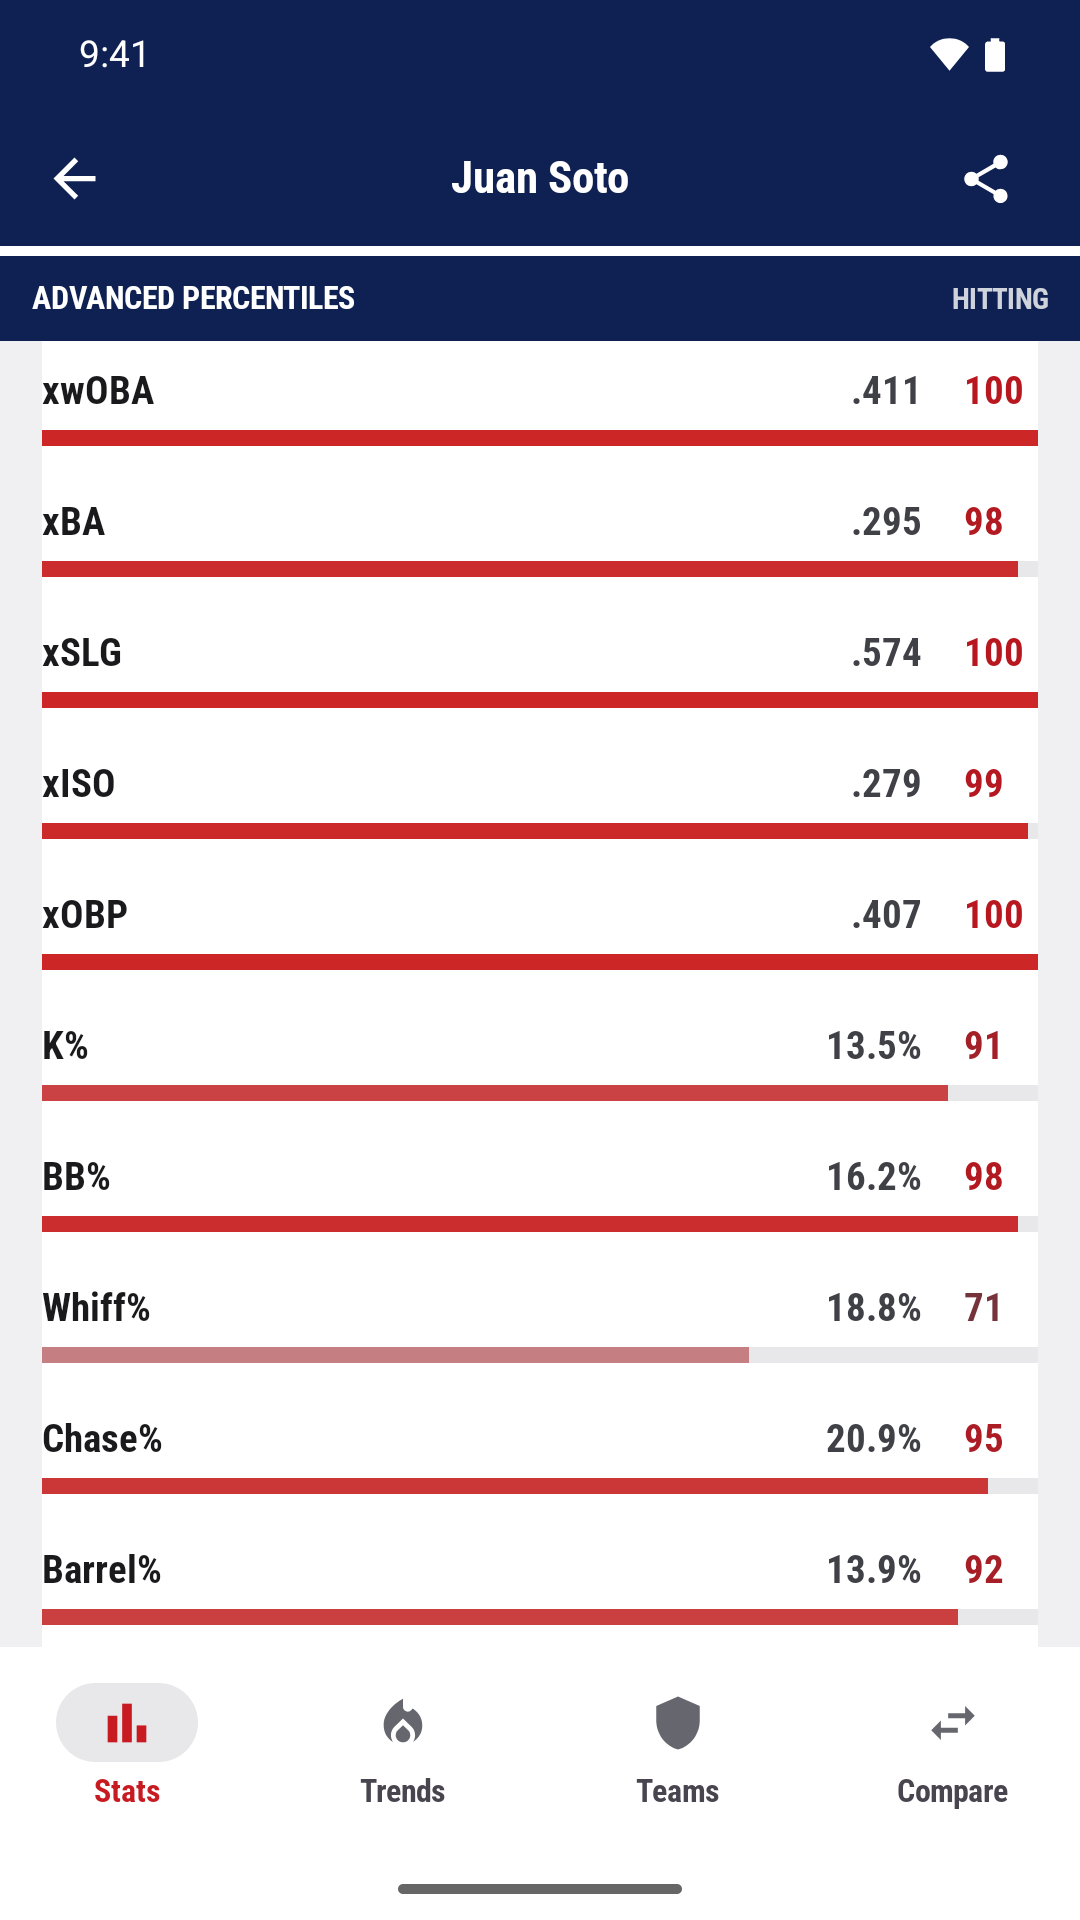 9:41
Juan Soto
ADVANCED PERCENTILES HITTING
xwOBA .411 100
xBA .295 98
xSLG .574 100
xISO .279 99
xOBP .407 100
K% 13.5% 91
BB% 16.2% 98
Whiff% 18.8% 71
Chase% 20.9% 95
Barrel% 13.9% 92
Stats Trends Teams Compare